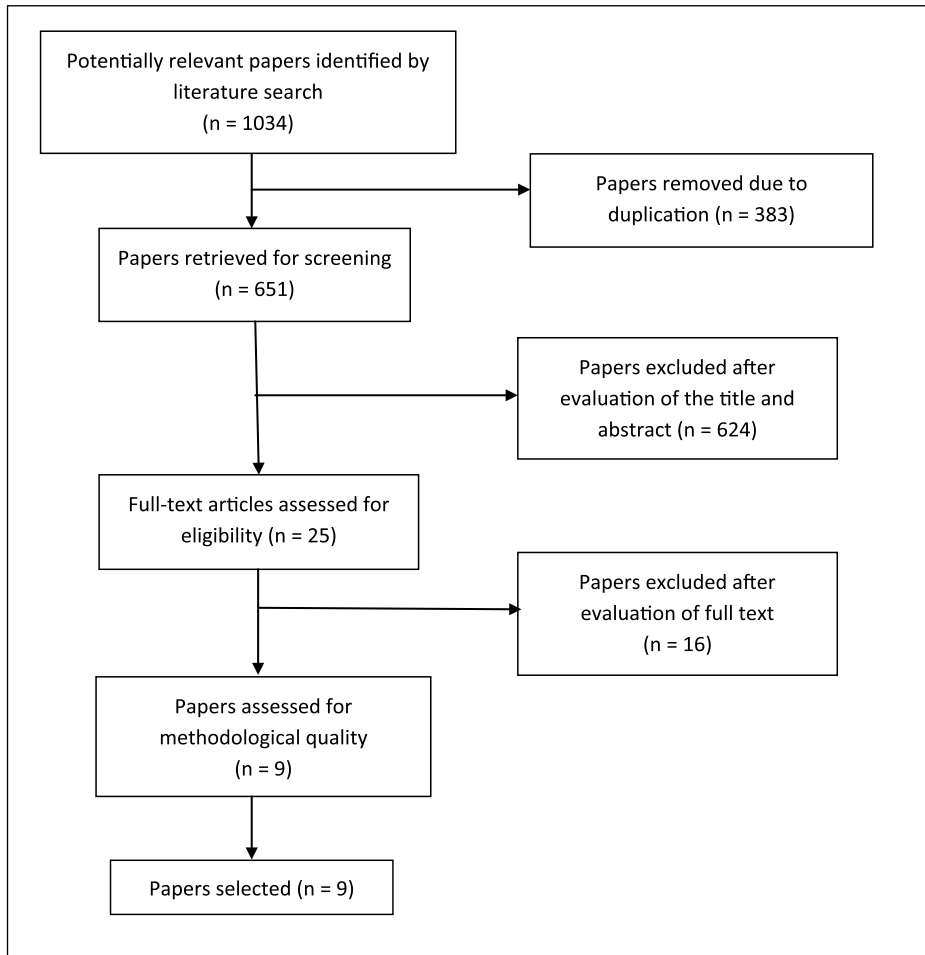 Potentially relevant papers identified by
literature search
(n = 1034)
Papers removed due to
duplication (n = 383)
Papers retrieved for screening
(n = 651)
Papers excluded after
evaluation of the title and
abstract (n = 624)
Full-text articles assessed for
eligibility (n = 25)
Papers excluded after
evaluation of full text
(n = 16)
Papers assessed for
methodological quality
(n = 9)
Papers selected (n = 9)